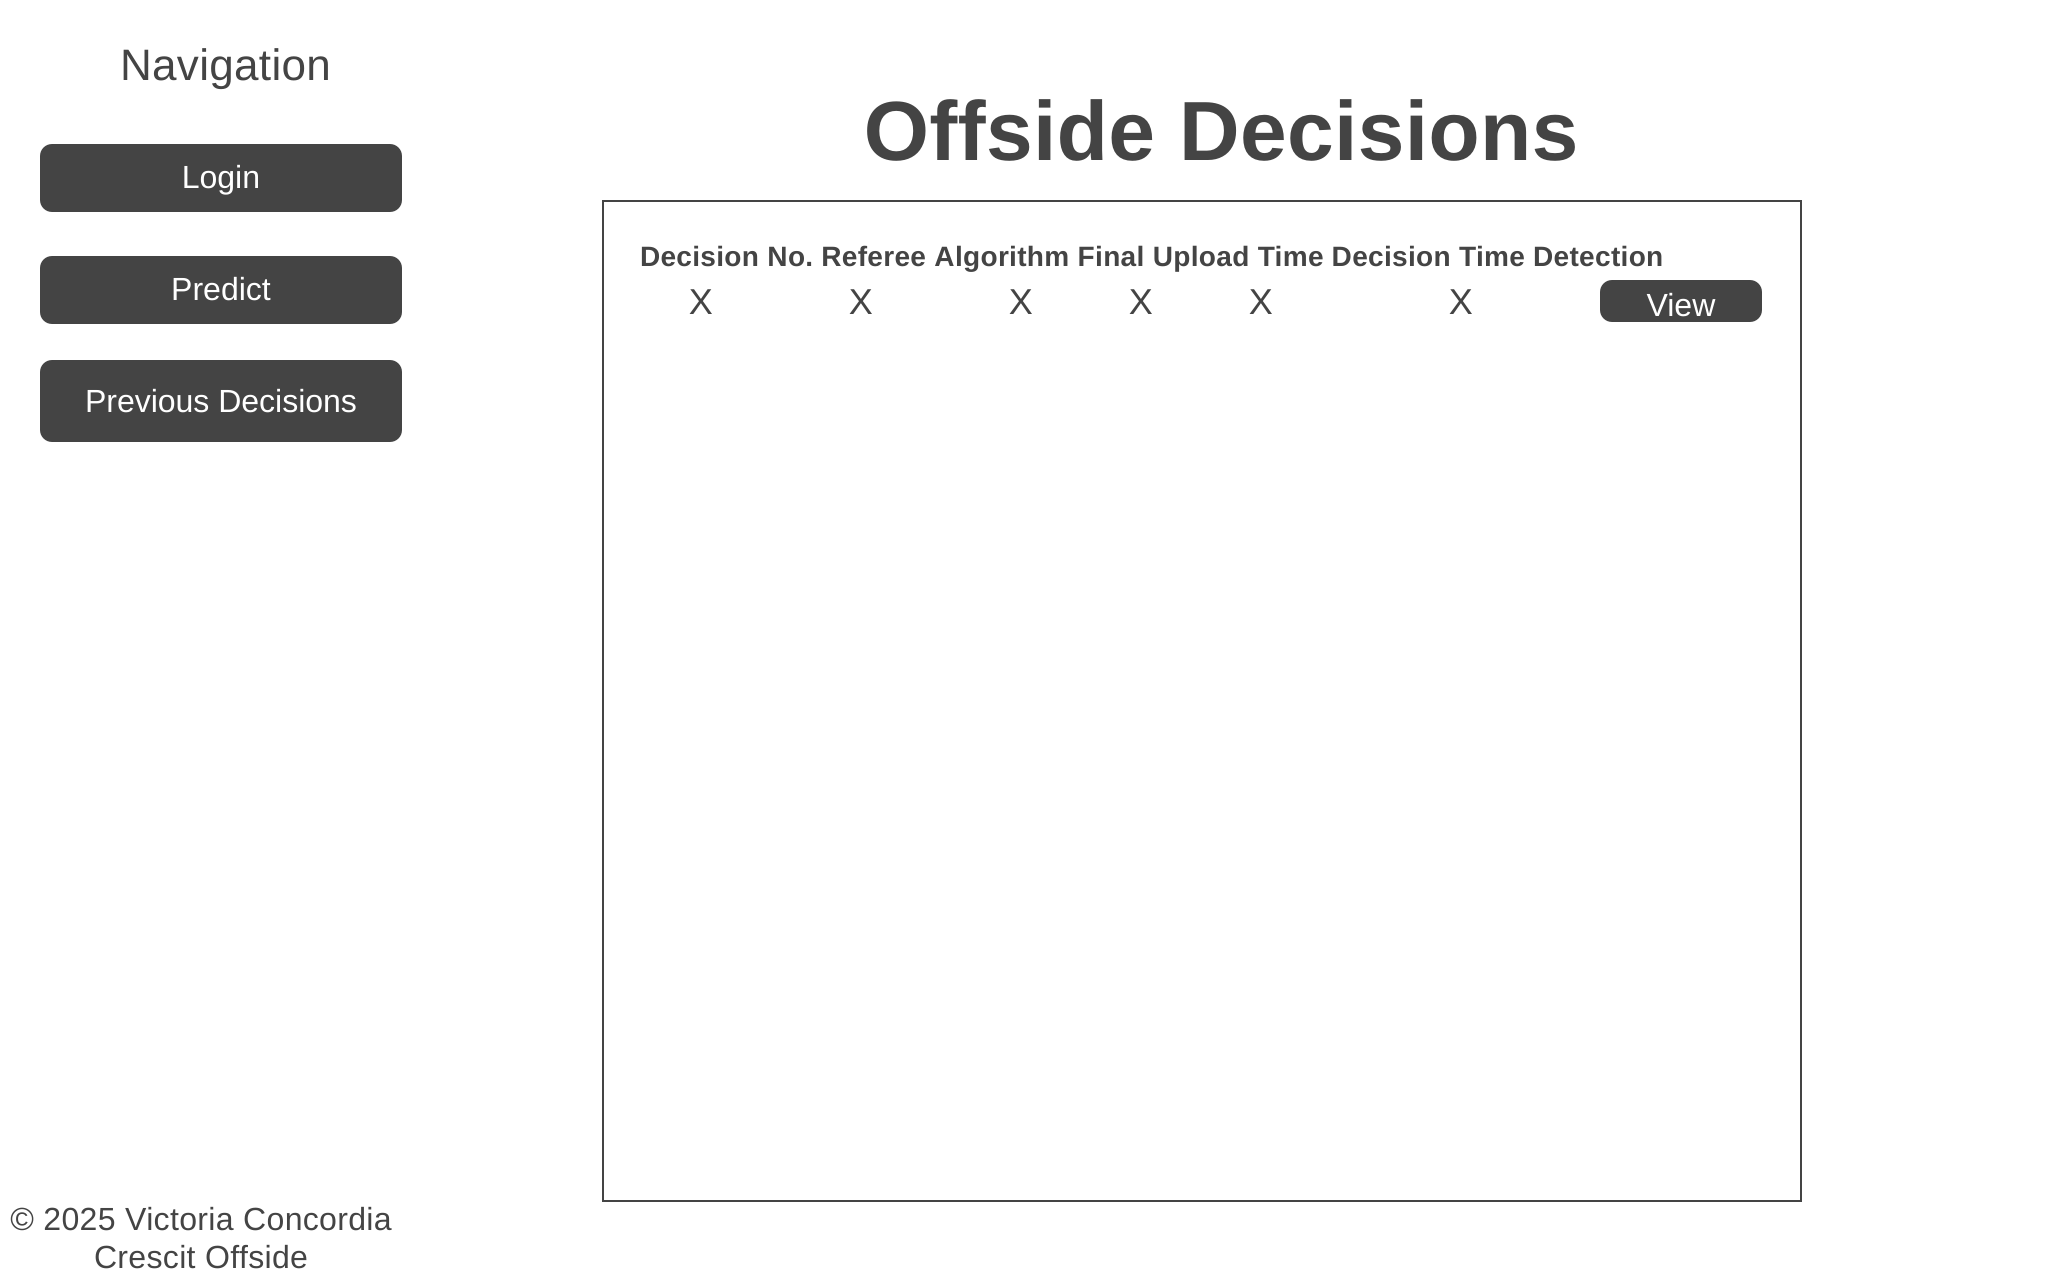 Navigation
Login
Predict
Previous Decisions
© 2025 Victoria Concordia
Crescit Offside
Offside Decisions
Decision No. Referee Algorithm Final Upload Time Decision Time Detection
X X X X X X View